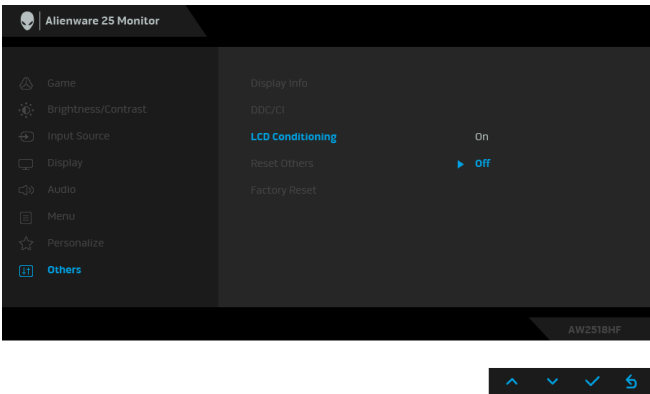 Alienware 25 Monitor
Game
Display Info
Brightness/Contrast
DDC/CI
Input Source
LCD Conditioning
On
Display
Reset Others
Off
Audio
Factory Reset
Menu
Personalize
Others
AW2518HF